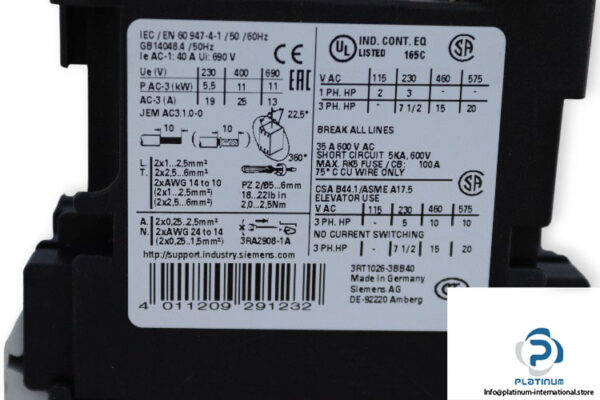 IEC / EN 60 947-4-1 / 50 /60Hz
GB14048.4 /50Hz
Ie AC-1: 40 A Ui: 690 V
CE
Ue (V) 230 400 690
P AC-3 (kW) 5,5 11 11
AC-3 (A) 19 25 13
JEM AC3.1.0-0
EAC
22,5°
360°
10
10
L. 2x1...2,5mm²
T. 2x2,5...6mm²
2xAWG 14 to 10
(2x1...2,5mm²)
(2x2,5...6mm²)
PZ 2/Ø5...6mm
18...22lb in
2,0...2,5Nm
A. 2x0,25...2,5mm²
N. 2xAWG 24 to 14
(2x0,25...1,5mm²)
10
3RA2908-1A
http://support.industry.siemens.com
4 011209 291232
UL
IND. CONT. EQ
LISTED 165C
SA
V AC 115 230 460 575
1 PH. HP 2 3 - -
3 PH. HP - 7 1/2 15 20
BREAK ALL LINES
35 A 600 V AC
SHORT CIRCUIT 5KA, 600V
MAX. RK5 FUSE / CB: 100A
75° C CU WIRE ONLY
CSA B44.1/ASME A17.5
ELEVATOR USE
SA
V AC 115 230 460 575
3 PH. HP - 5 10 10
NO CURRENT SWITCHING
3 PH. HP - 7 1/2 15 20
3RT1026-3BB40
Made in Germany
Siemens AG
DE-92220 Amberg
CCC
PLATINUM
INTERNATIONAL
Info@platinum-international.store